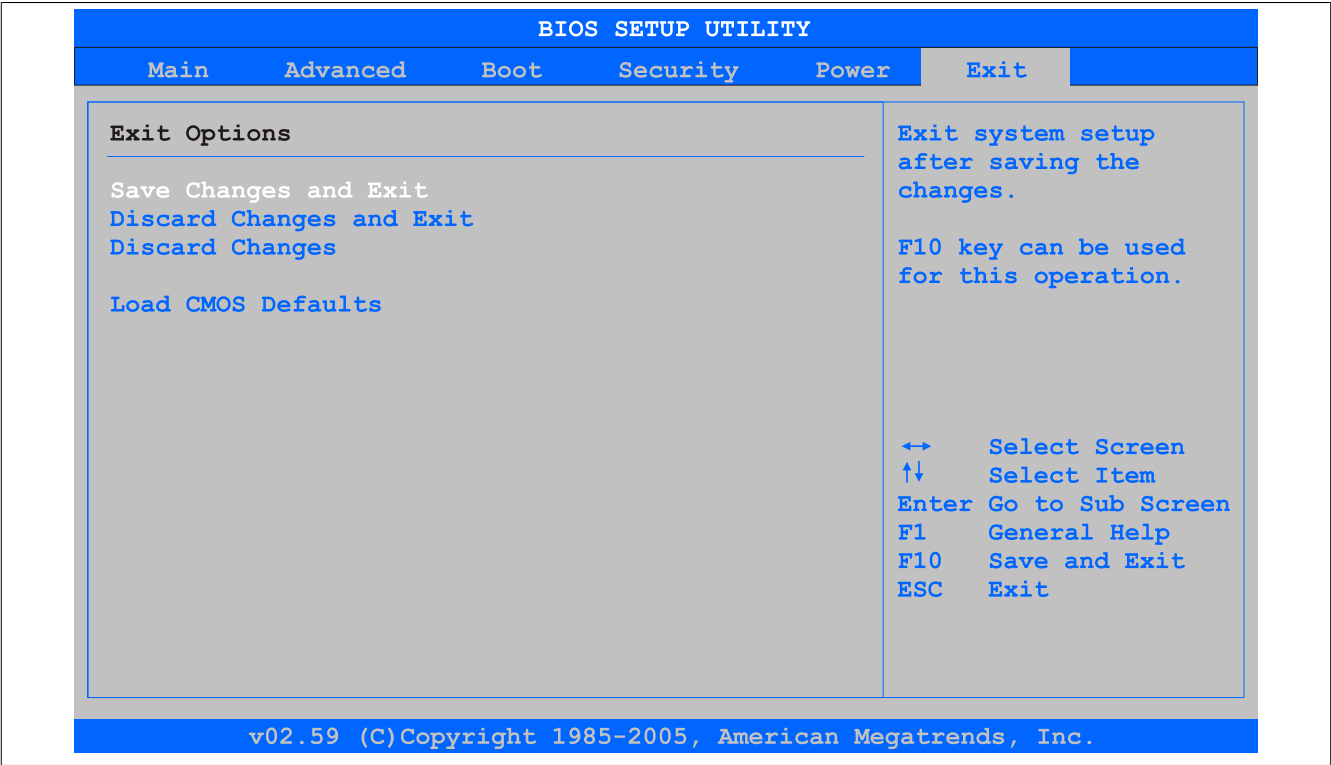 BIOS SETUP UTILITY
Main Advanced Boot Security Power Exit
Exit Options
Save Changes and Exit
Discard Changes and Exit
Discard Changes
Load CMOS Defaults
Exit system setup
after saving the
changes.
F10 key can be used
for this operation.
↔ Select Screen
↑↓ Select Item
Enter Go to Sub Screen
F1 General Help
F10 Save and Exit
ESC Exit
v02.59 (C)Copyright 1985-2005, American Megatrends, Inc.